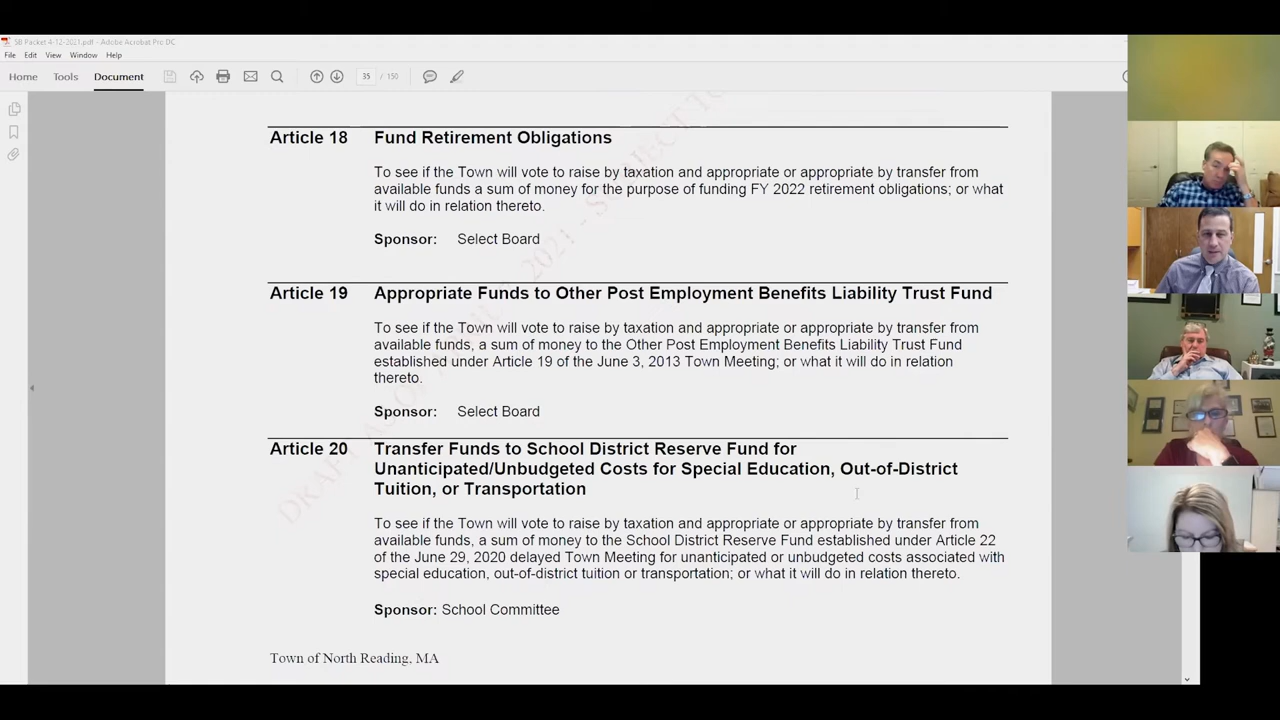 SB Packet 4-12-2021.pdf - Adobe Acrobat Pro DC
File Edit View Window Help
Home Tools Document 35 / 150
Article 18 Fund Retirement Obligations
To see if the Town will vote to raise by taxation and appropriate or appropriate by transfer from
available funds a sum of money for the purpose of funding FY 2022 retirement obligations; or what
it will do in relation thereto.
Sponsor: Select Board
Article 19 Appropriate Funds to Other Post Employment Benefits Liability Trust Fund
To see if the Town will vote to raise by taxation and appropriate or appropriate by transfer from
available funds, a sum of money to the Other Post Employment Benefits Liability Trust Fund
established under Article 19 of the June 3, 2013 Town Meeting; or what it will do in relation
thereto.
Sponsor: Select Board
Article 20 Transfer Funds to School District Reserve Fund for
Unanticipated/Unbudgeted Costs for Special Education, Out-of-District
Tuition, or Transportation
To see if the Town will vote to raise by taxation and appropriate or appropriate by transfer from
available funds, a sum of money to the School District Reserve Fund established under Article 22
of the June 29, 2020 delayed Town Meeting for unanticipated or unbudgeted costs associated with
special education, out-of-district tuition or transportation; or what it will do in relation thereto.
Sponsor: School Committee
Town of North Reading, MA